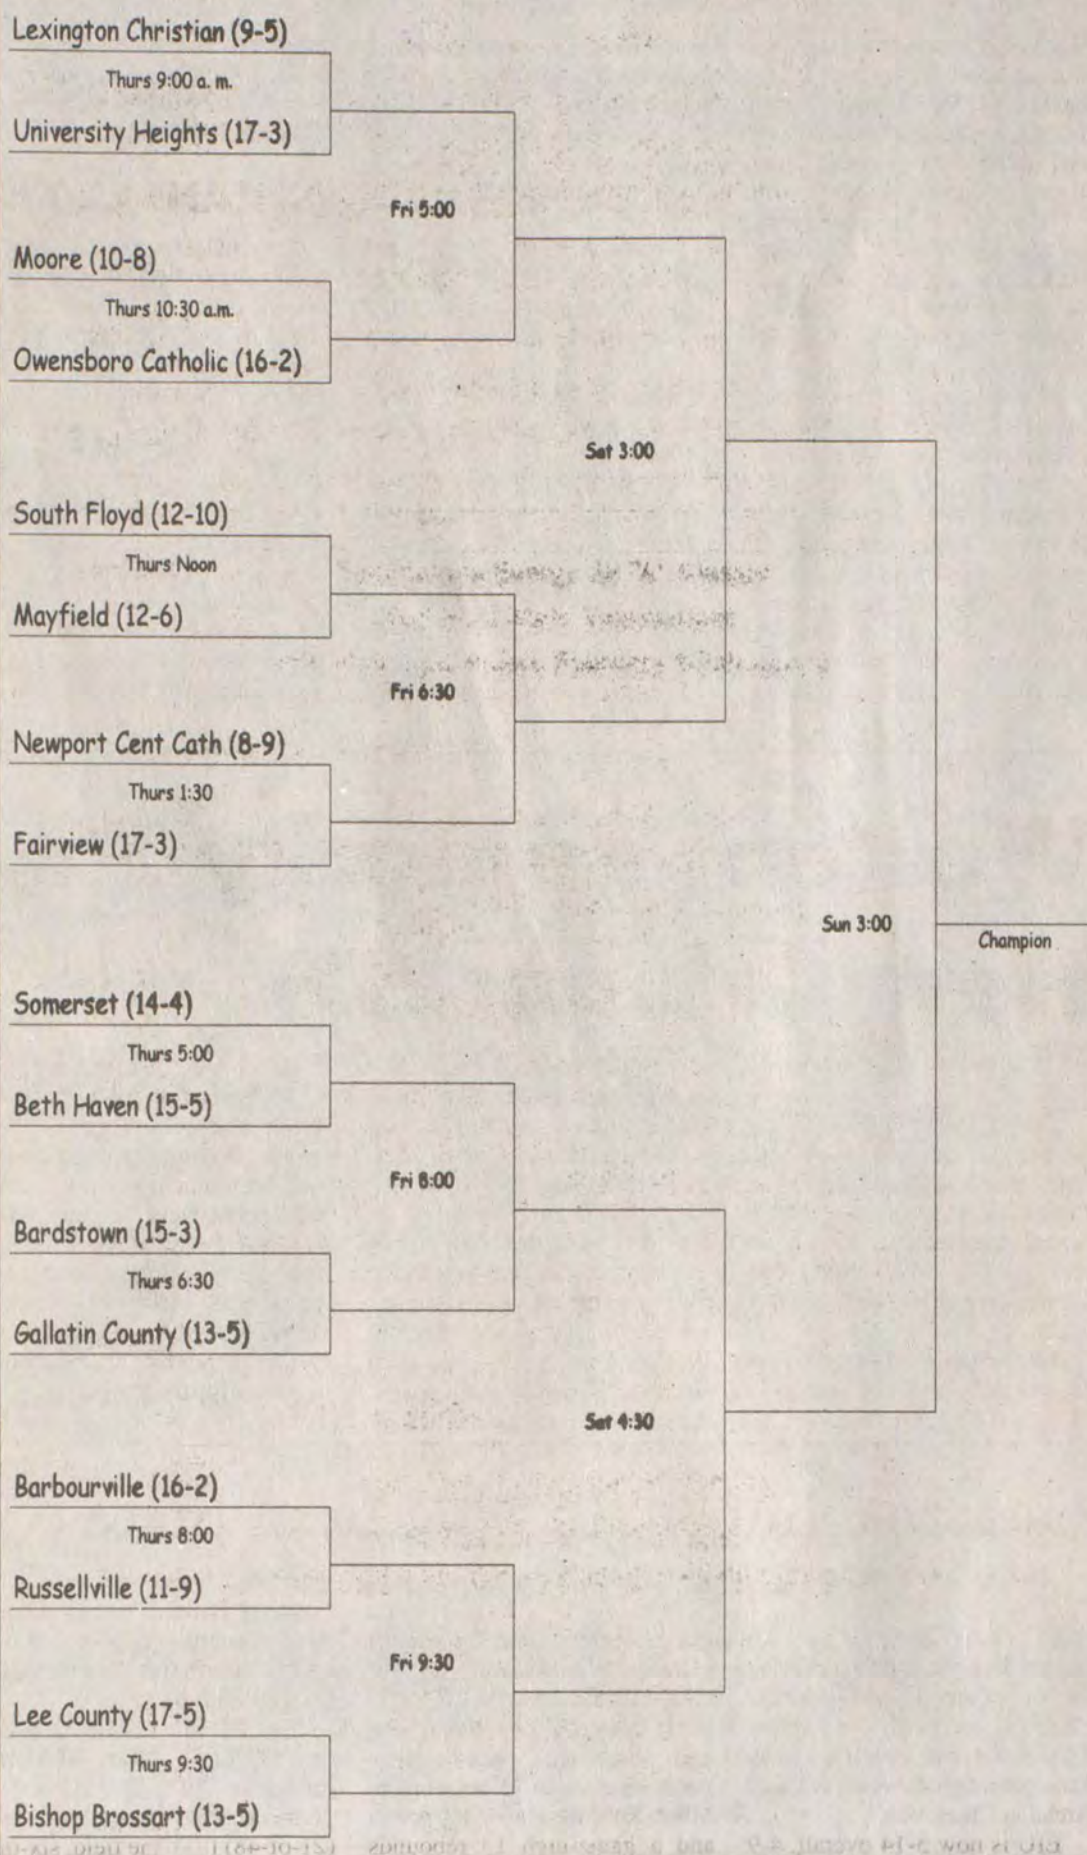 Lexington Christian (9-5)
Thurs 9:00 a. m.
University Heights (17-3)
Fri 5:00
Moore (10-8)
Thurs 10:30 a.m.
Owensboro Catholic (16-2)
Sat 3:00
South Floyd (12-10)
Thurs Noon
Mayfield (12-6)
Fri 6:30
Newport Cent Cath (8-9)
Thurs 1:30
Fairview (17-3)
Sun 3:00
Champion
Somerset (14-4)
Thurs 5:00
Beth Haven (15-5)
Fri 8:00
Bardstown (15-3)
Thurs 6:30
Gallatin County (13-5)
Sat 4:30
Barbourville (16-2)
Thurs 8:00
Russellville (11-9)
Fri 9:30
Lee County (17-5)
Thurs 9:30
Bishop Brossart (13-5)